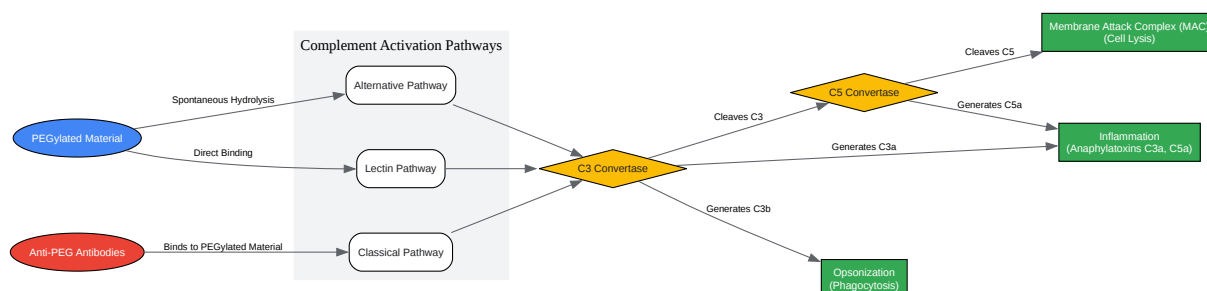 Complement Activation Pathways
PEGylated Material
Anti-PEG Antibodies
Spontaneous Hydrolysis
Direct Binding
Binds to PEGylated Material
Alternative Pathway
Lectin Pathway
Classical Pathway
C3 Convertase
Cleaves C3
Generates C3a
Generates C3b
C5 Convertase
Cleaves C5
Generates C5a
Membrane Attack Complex (MAC)
(Cell Lysis)
Inflammation
(Anaphylatoxins C3a, C5a)
Opsonization
(Phagocytosis)